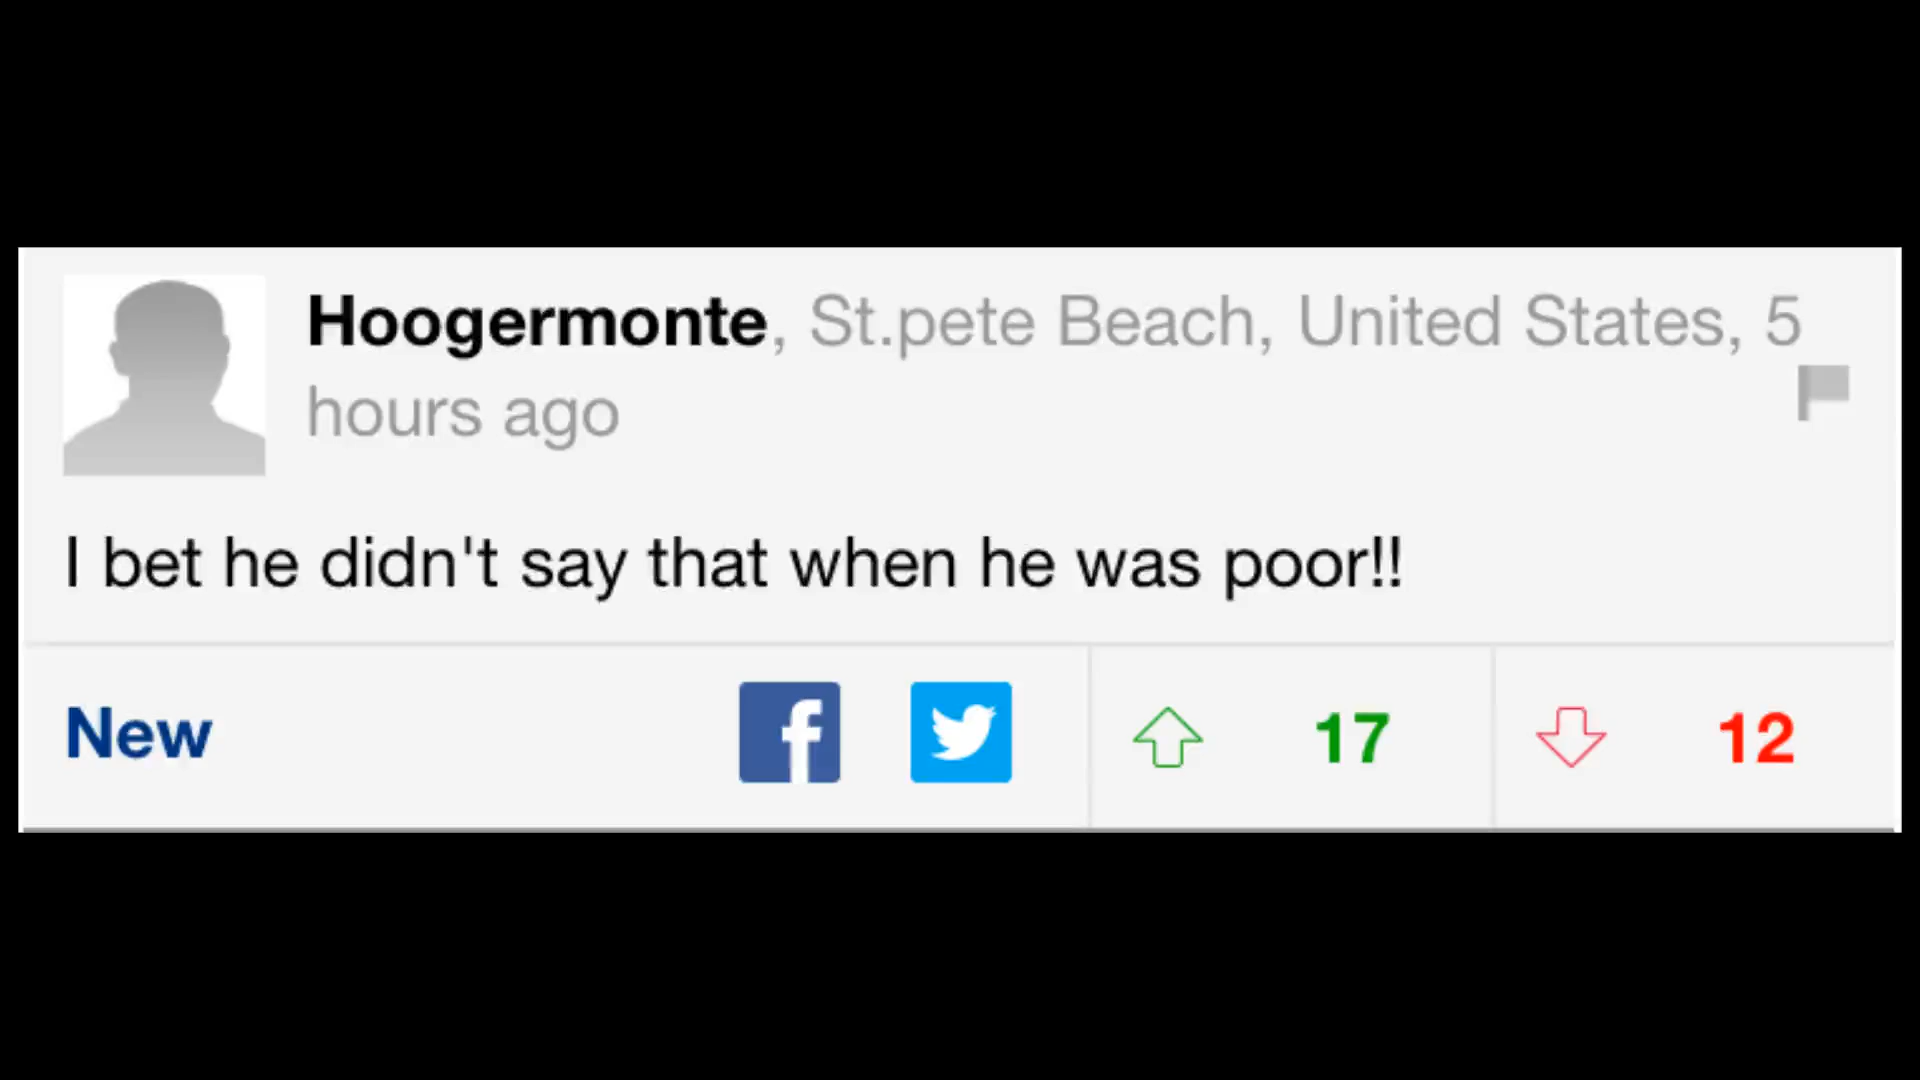 Hoogermonte, St.pete Beach, United States, 5
hours ago
I bet he didn't say that when he was poor!!
New 17 12